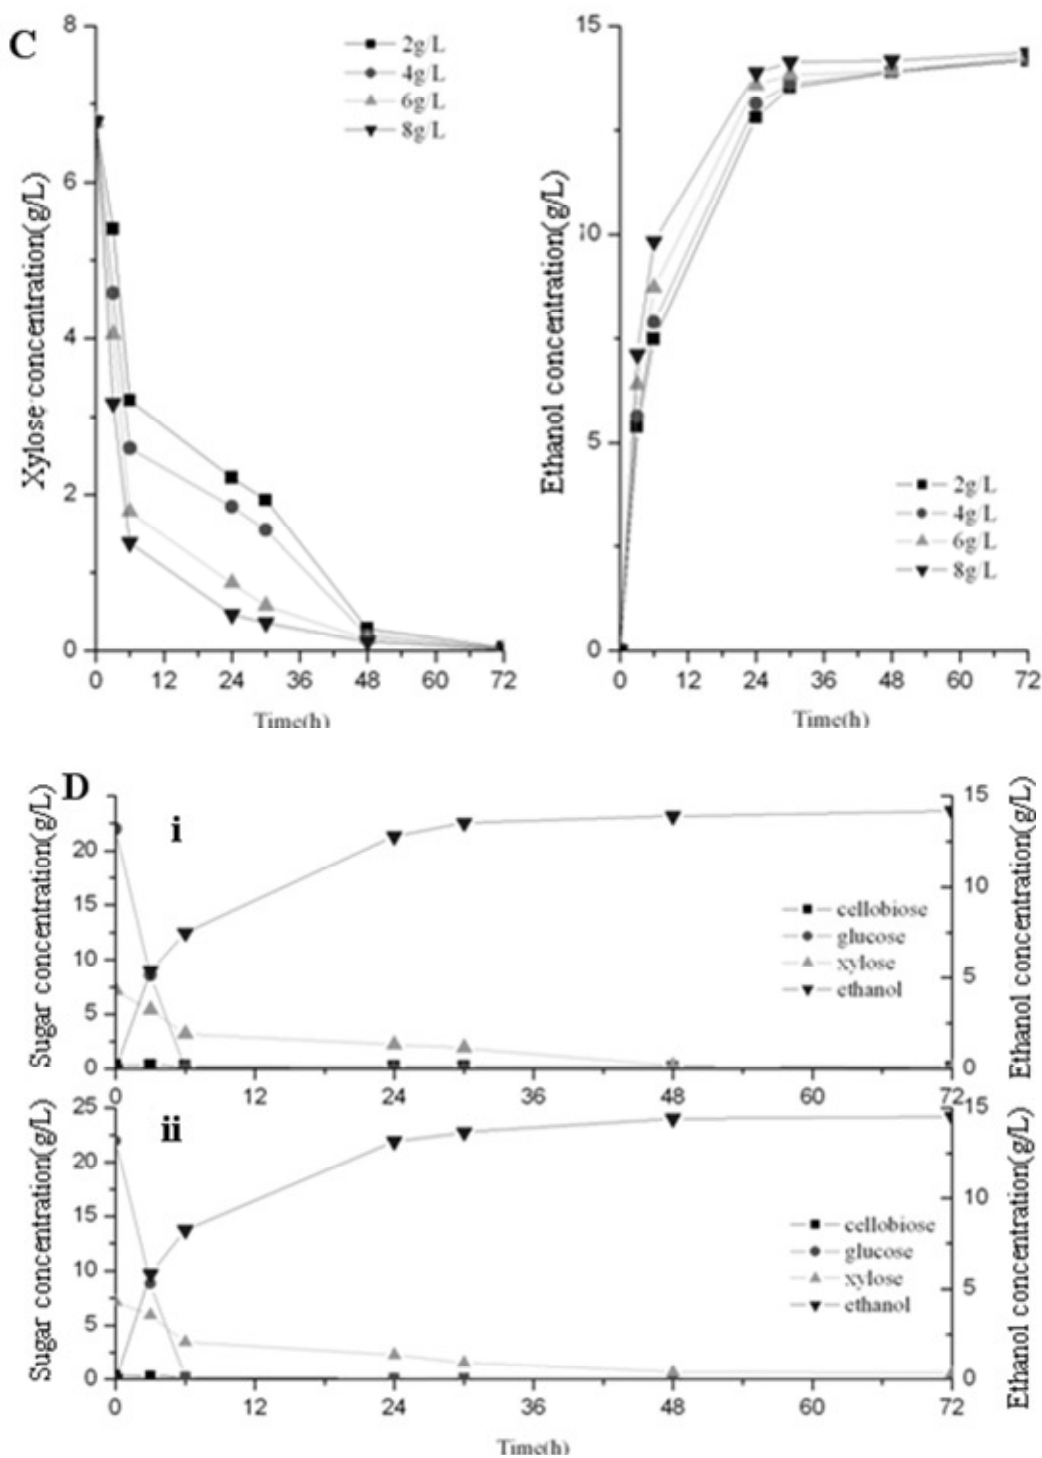 C
Xylose concentration(g/L)
8
6
4
2
0
2g/L
4g/L
6g/L
8g/L
0 12 24 36 48 60 72
Time(h)
Ethanol concentration(g/L)
15
10
5
0
2g/L
4g/L
6g/L
8g/L
0 12 24 36 48 60 72
Time(h)
D
i
Sugar concentration(g/L)
20
15
10
5
0
cellobiose
glucose
xylose
ethanol
15
10
5
0
Ethanol concentration(g/L)
0 12 24 36 48 60 72
ii
Sugar concentration(g/L)
25
20
15
10
5
0
cellobiose
glucose
xylose
ethanol
15
10
5
0
Ethanol concentration(g/L)
0 12 24 36 48 60 72
Time(h)